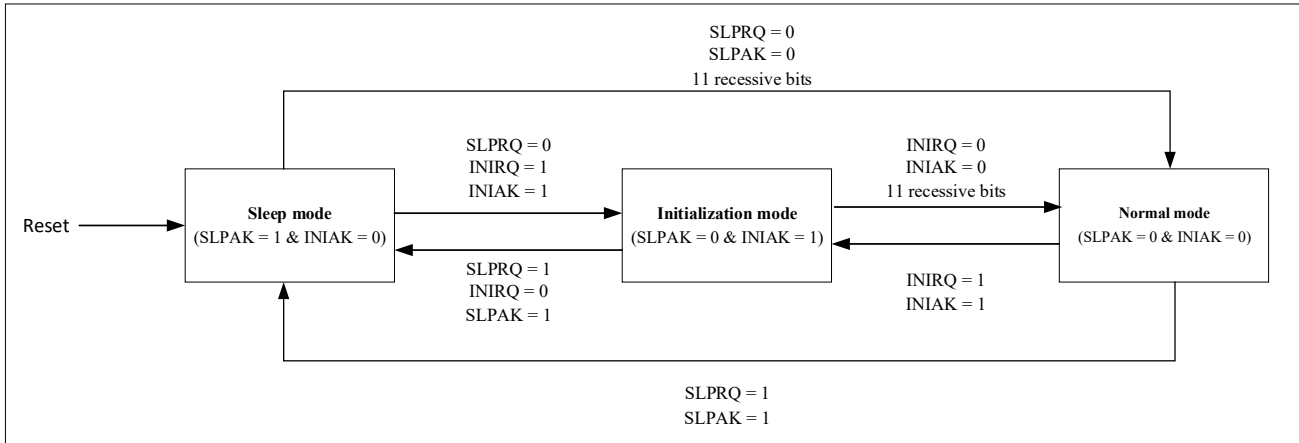 SLPRQ = 0
SLPAK = 0
11 recessive bits
SLPRQ = 0
INIRQ = 1
INIAK = 1
INIRQ = 0
INIAK = 0
11 recessive bits
Reset
Sleep mode
(SLPAK = 1 & INIAK = 0)
Initialization mode
(SLPAK = 0 & INIAK = 1)
Normal mode
(SLPAK = 0 & INIAK = 0)
SLPRQ = 1
INIRQ = 0
SLPAK = 1
INIRQ = 1
INIAK = 1
SLPRQ = 1
SLPAK = 1